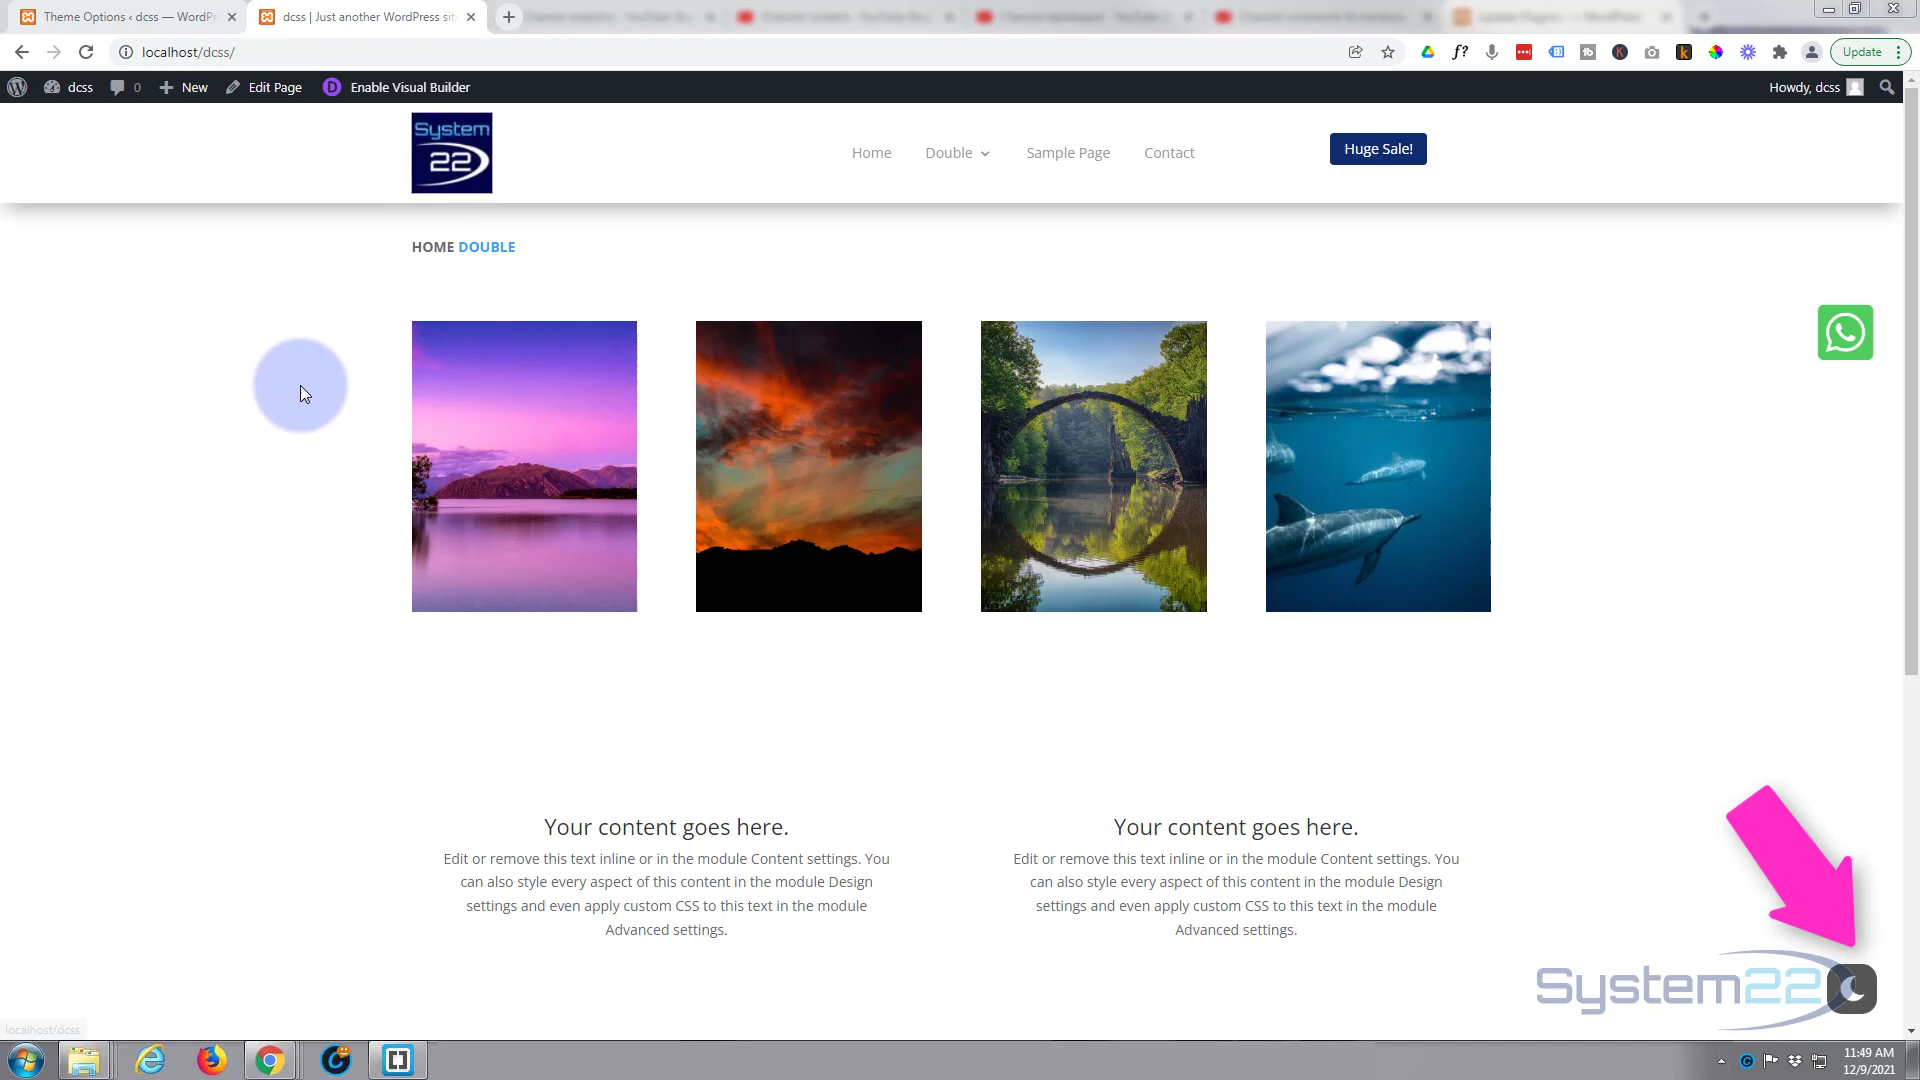 Theme Options ‹ dcss — WordPr
dcss | Just another WordPress sit
localhost/dcss/
Update
dcss
0
New
Edit Page
Enable Visual Builder
Howdy, dcss
System
22
Home
Double
Sample Page
Contact
Huge Sale!
HOME DOUBLE
Your content goes here.
Edit or remove this text inline or in the module Content settings. You
can also style every aspect of this content in the module Design
settings and even apply custom CSS to this text in the module
Advanced settings.
Your content goes here.
Edit or remove this text inline or in the module Content settings. You
can also style every aspect of this content in the module Design
settings and even apply custom CSS to this text in the module
Advanced settings.
System22
localhost/dcss
11:49 AM
12/9/2021